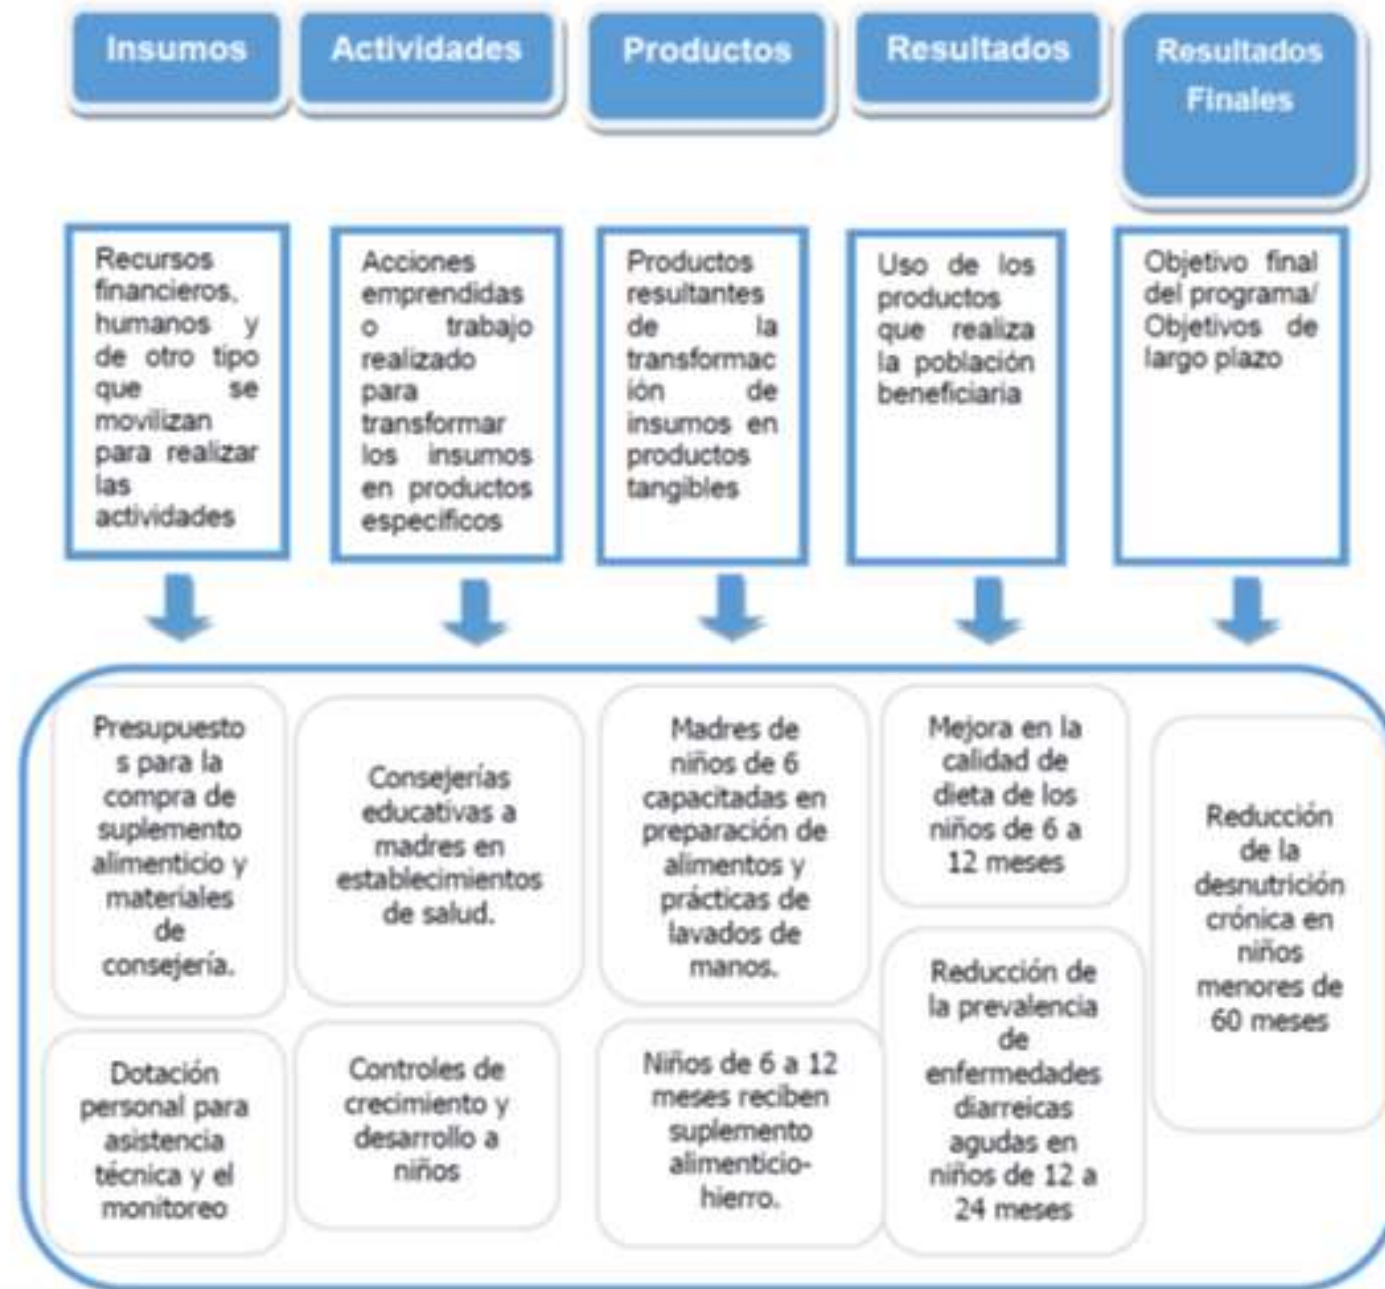 Insumos
Actividades
Productos
Resultados
Resultados
Finales
Recursos
financieros,
humanos y
de otro tipo
que se
movilizan
para realizar
las
actividades
Acciones
emprendidas
o trabajo
realizado
para
transformar
los insumos
en productos
específicos
Productos
resultantes
de la
transformac
ión de
insumos en
productos
tangibles
Uso de los
productos
que realiza
la población
beneficiaria
Objetivo final
del programa/
Objetivos de
largo plazo
Presupuesto
s para la
compra de
suplemento
alimenticio y
materiales
de
consejería.
Dotación
personal para
asistencia
técnica y el
monitoreo
Consejerías
educativas a
madres en
establecimientos
de salud.
Controles de
crecimiento y
desarrollo a
niños
Madres de
niños de 6
capacitadas en
preparación de
alimentos y
prácticas de
lavados de
manos.
Niños de 6 a 12
meses reciben
suplemento
alimenticio-
hierro.
Mejora en la
calidad de
dieta de los
niños de 6 a
12 meses
Reducción de
la prevalencia
de
enfermedades
diarreicas
agudas en
niños de 12 a
24 meses
Reducción
de la
desnutrición
crónica en
niños
menores de
60 meses